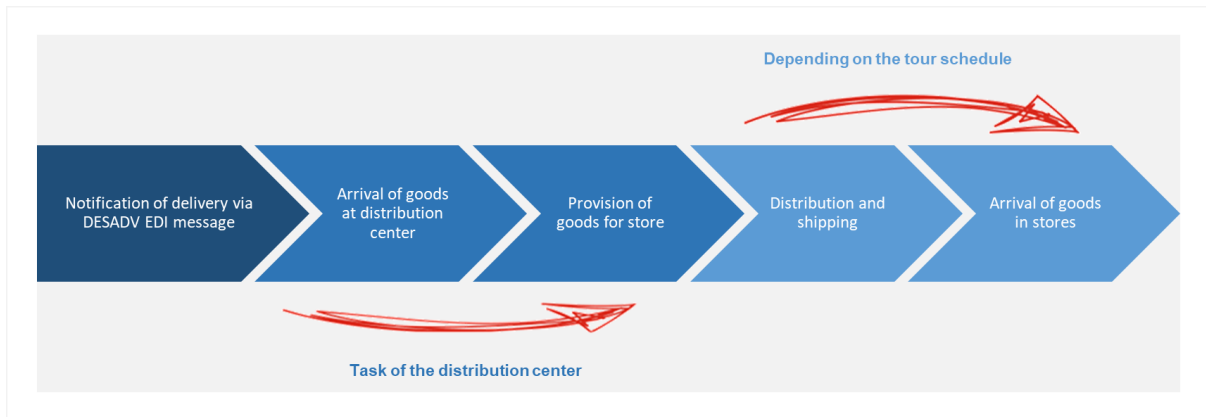 Depending on the tour schedule
Notification of delivery via
DESADV EDI message
Arrival of goods
at distribution
center
Provision of
goods for store
Distribution and
shipping
Arrival of goods
in stores
Task of the distribution center